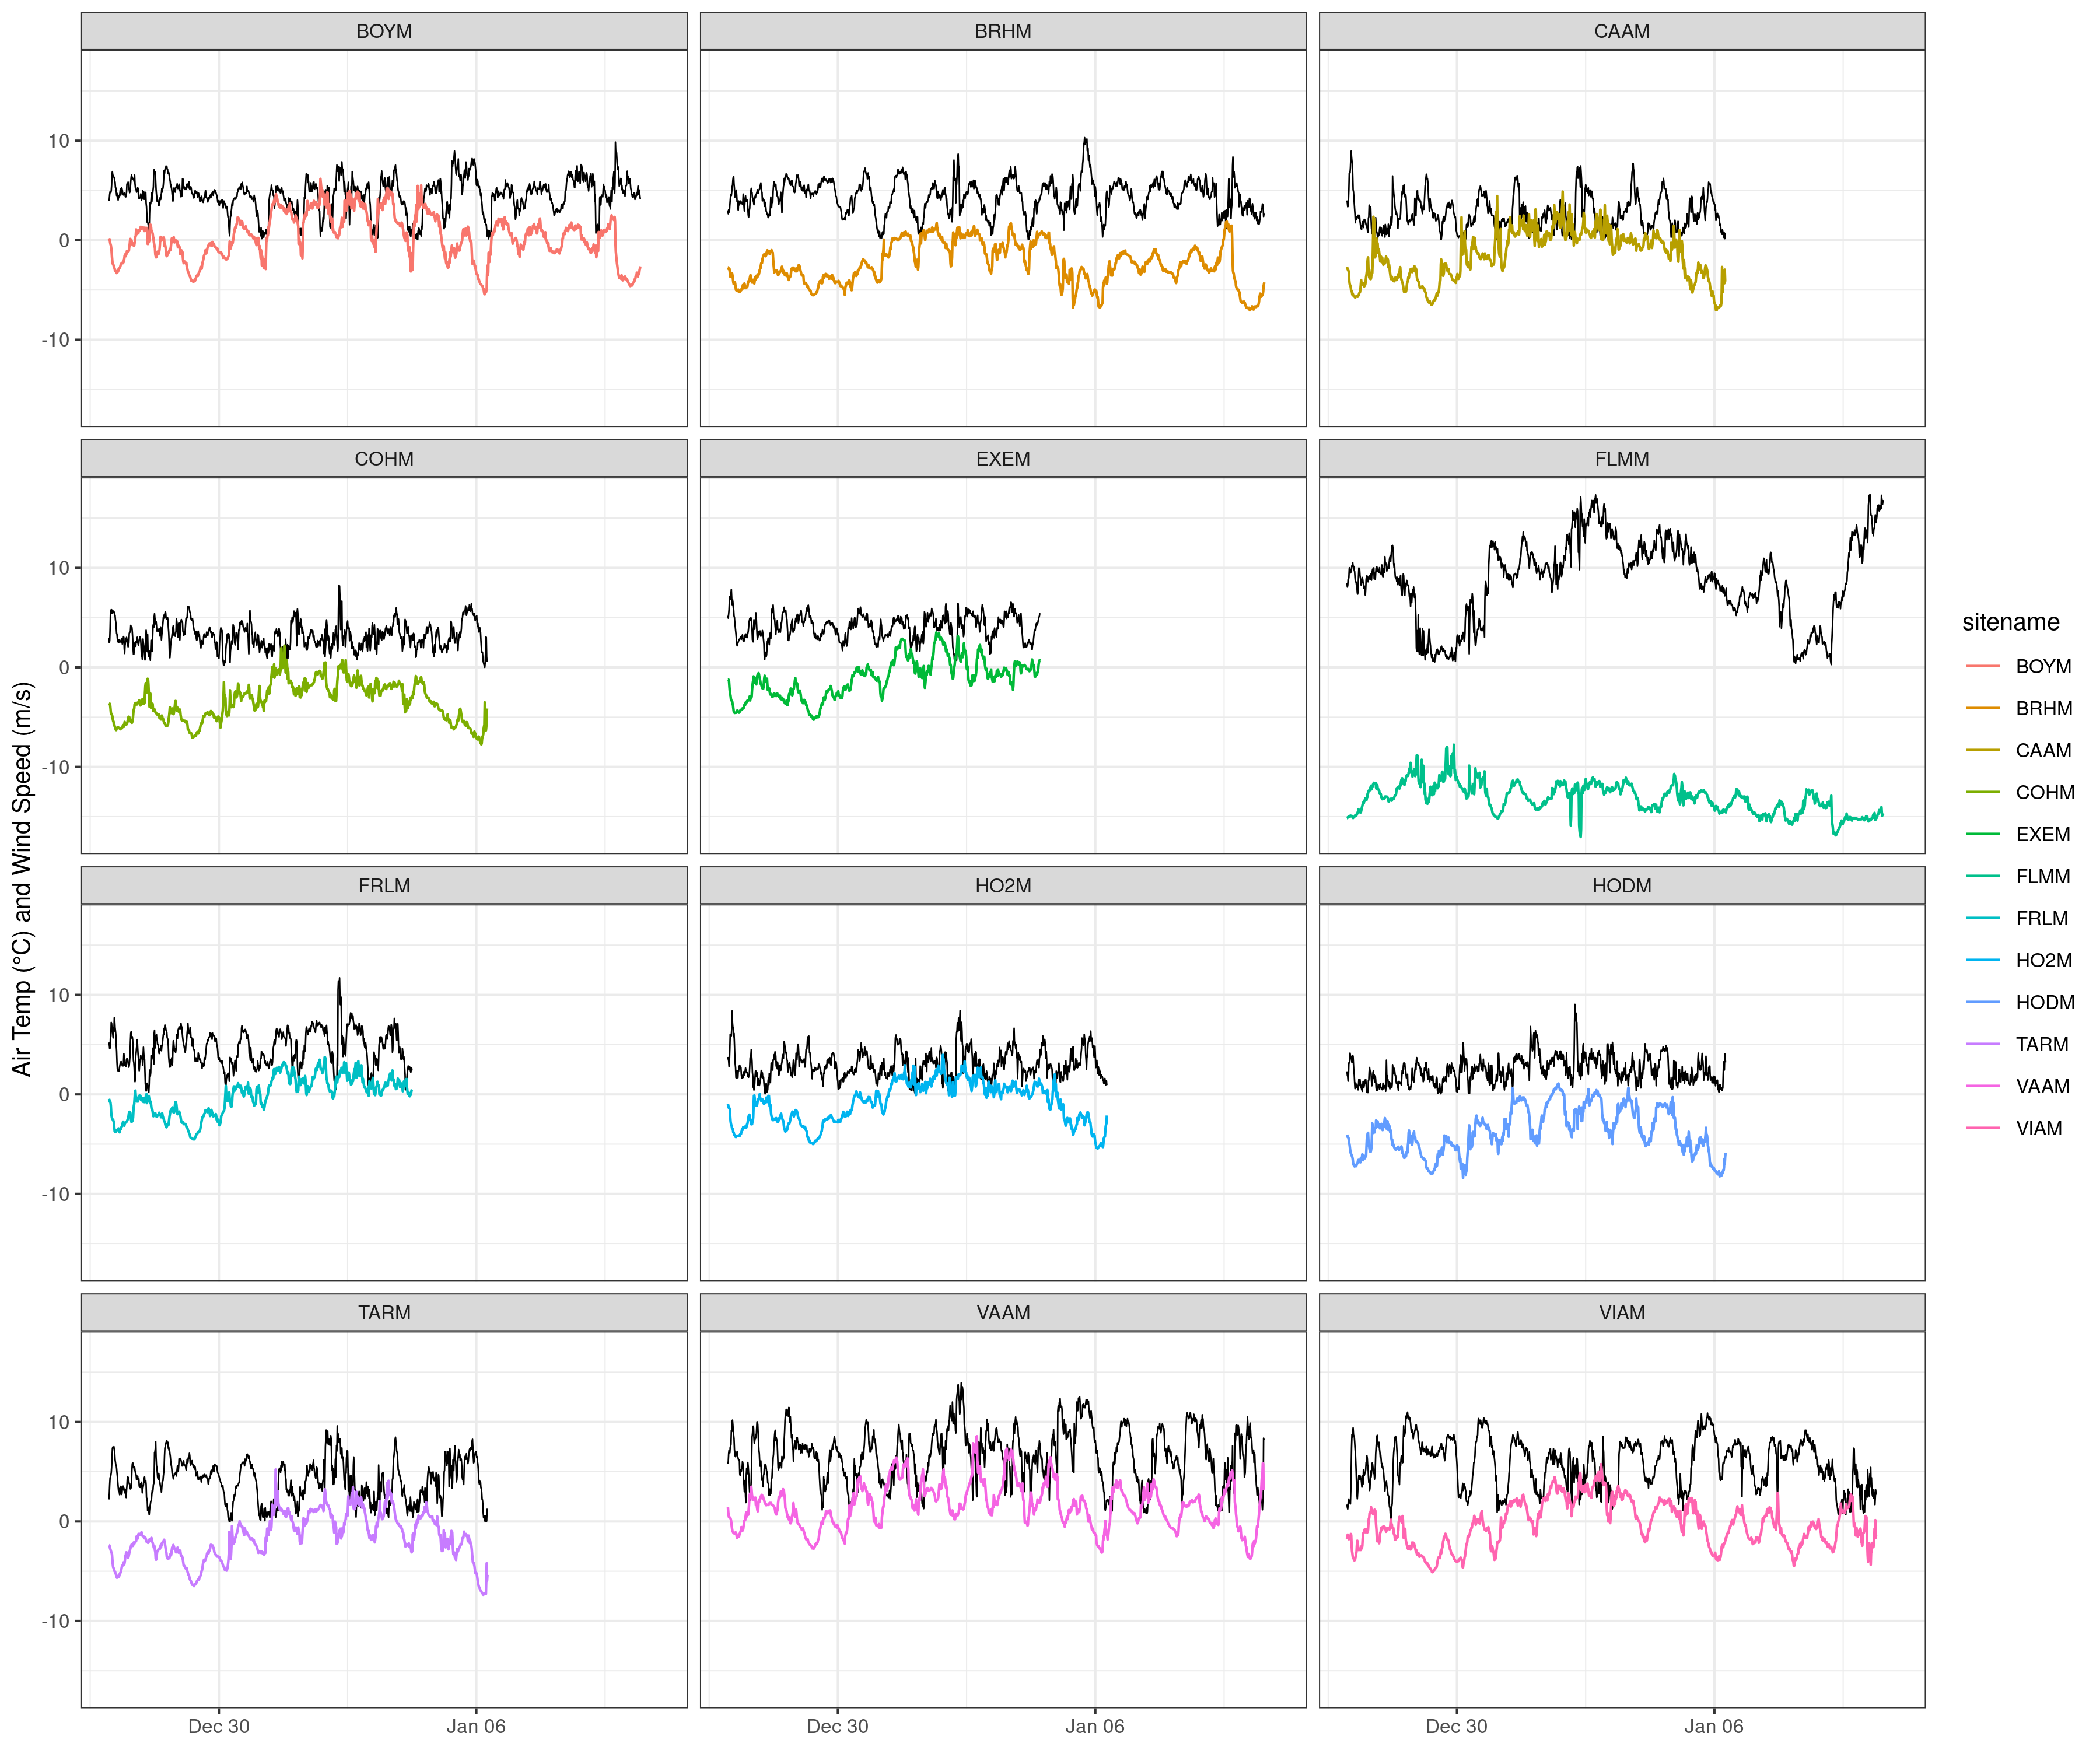 BOYM
BRHM
CAAM
10
0
-10
COHM
EXEM
FLMM
10
0
-10
FRLM
HO2M
HODM
10
0
-10
TARM
VAAM
VIAM
10
0
-10
Dec 30
Jan 06
Dec 30
Jan 06
Dec 30
Jan 06
Air Temp (°C) and Wind Speed (m/s)
sitename
BOYM
BRHM
CAAM
COHM
EXEM
FLMM
FRLM
HO2M
HODM
TARM
VAAM
VIAM